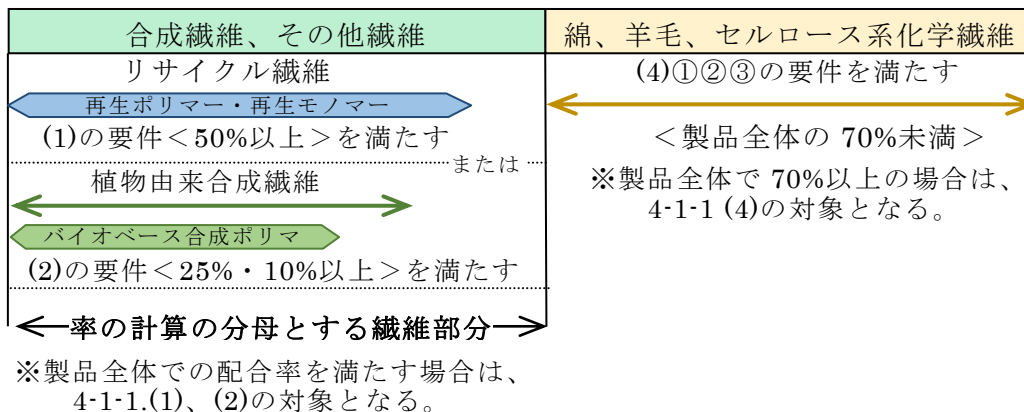 合成繊維、その他繊維
リサイクル繊維
再生ポリマー・再生モノマー
(1)の要件＜50%以上＞を満たす
または
植物由来合成繊維
バイオベース合成ポリマ
(2)の要件＜25%・10%以上＞を満たす
率の計算の分母とする繊維部分
※製品全体での配合率を満たす場合は、
4-1-1.(1)、(2)の対象となる。
綿、羊毛、セルロース系化学繊維
(4)①②③の要件を満たす
＜製品全体の 70%未満＞
※製品全体で 70%以上の場合は、
4-1-1 (4)の対象となる。